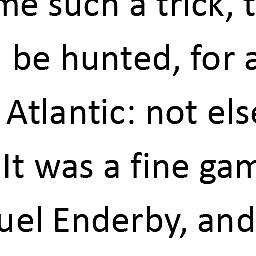 me such a trick, t
be hunted, for a
Atlantic: not else
It was a fine gam
uel Enderby, and